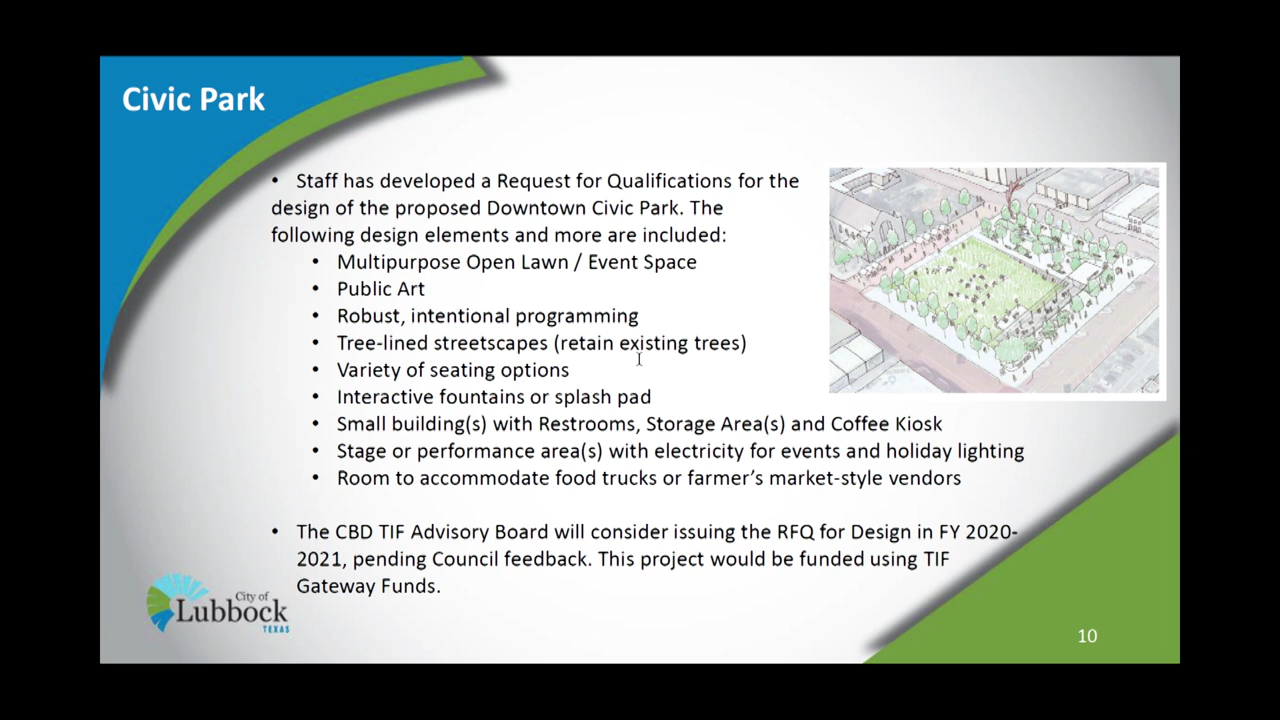 Civic Park
• Staff has developed a Request for Qualifications for the
design of the proposed Downtown Civic Park. The
following design elements and more are included:
• Multipurpose Open Lawn / Event Space
• Public Art
• Robust, intentional programming
• Tree-lined streetscapes (retain existing trees)
• Variety of seating options
• Interactive fountains or splash pad
• Small building(s) with Restrooms, Storage Area(s) and Coffee Kiosk
• Stage or performance area(s) with electricity for events and holiday lighting
• Room to accommodate food trucks or farmer's market-style vendors
• The CBD TIF Advisory Board will consider issuing the RFQ for Design in FY 2020-
2021, pending Council feedback. This project would be funded using TIF
Gateway Funds.
City of
Lubbock
TEXAS
10